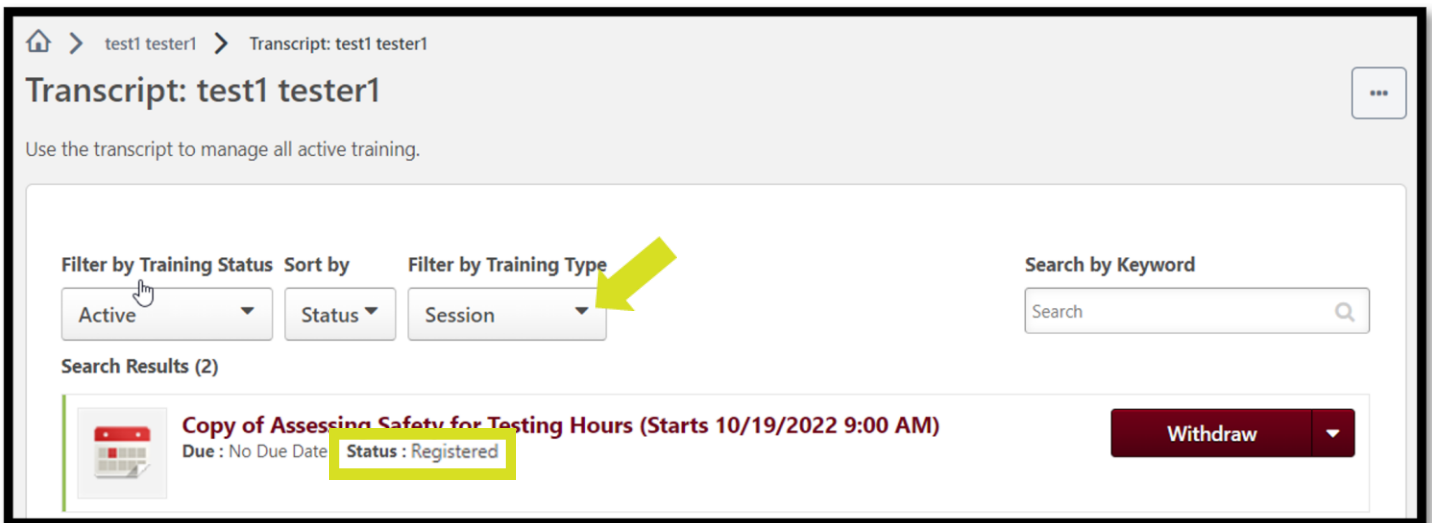 test1 tester1 Transcript: test1 tester1
Transcript: test1 tester1
Use the transcript to manage all active training.
Filter by Training Status Sort by Filter by Training Type Search by Keyword
Active Status Session Search
Search Results (2)
Copy of Assessing Safety for Testing Hours (Starts 10/19/2022 9:00 AM)
Due : No Due Date Status : Registered
Withdraw